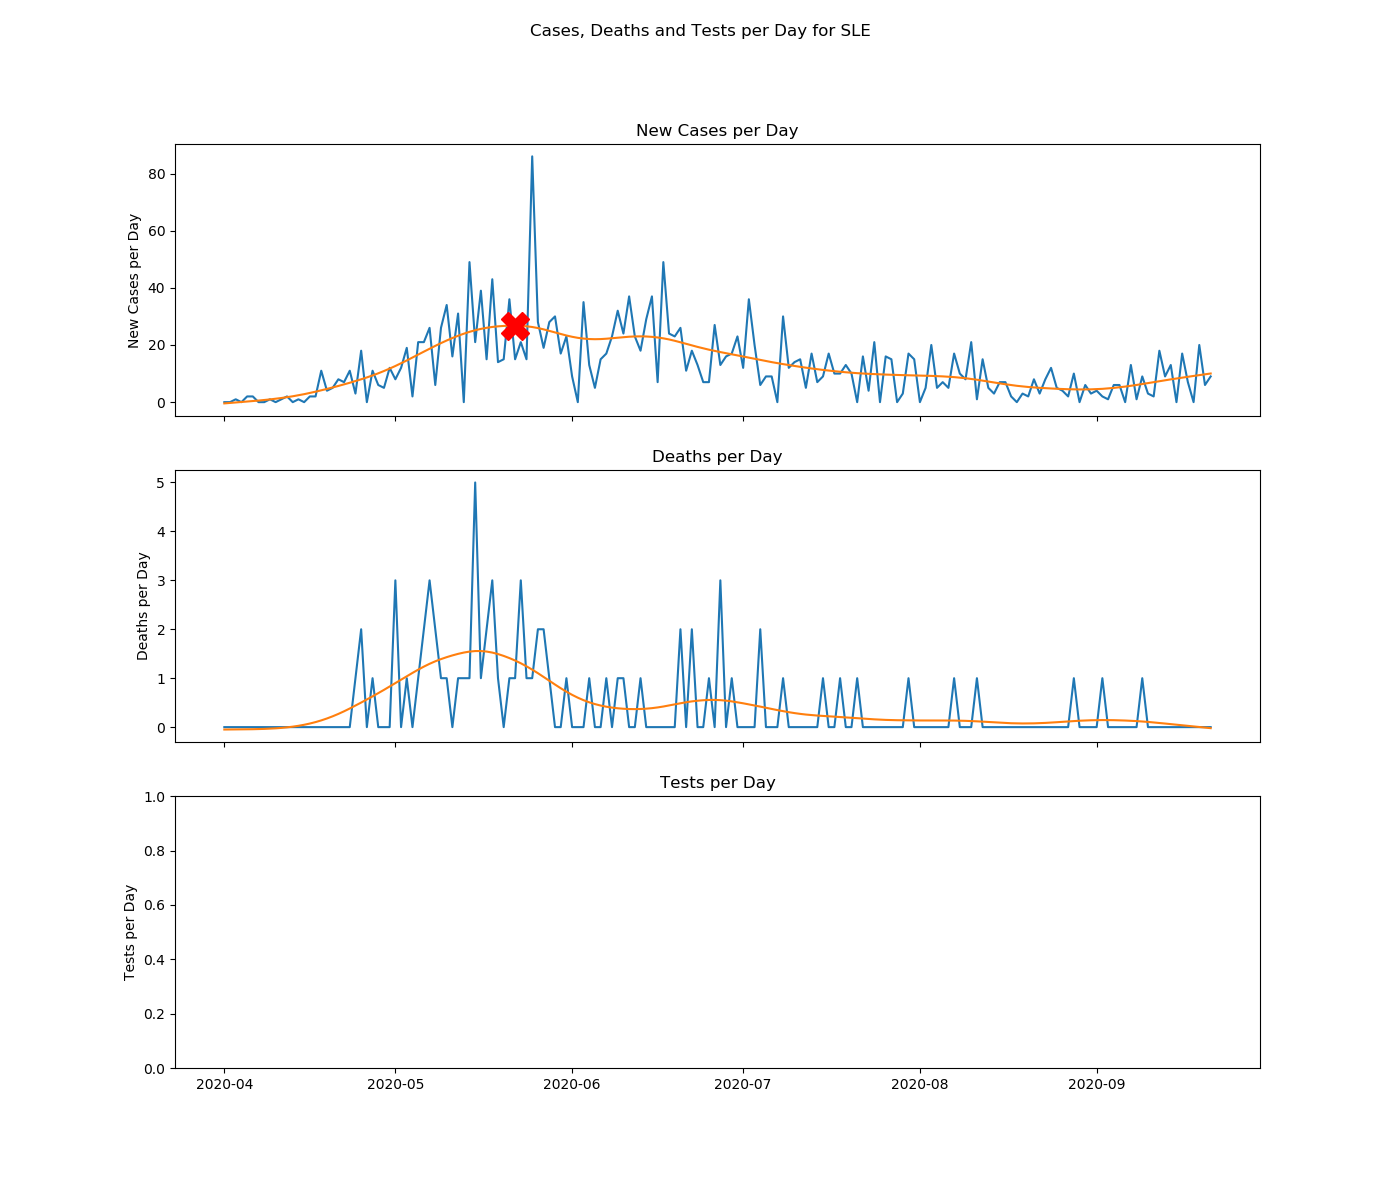 Cases, Deaths and Tests per Day for SLE
New Cases per Day
New Cases per Day
80
60
40
20
0
Deaths per Day
Deaths per Day
5
4
3
2
1
0
Tests per Day
Tests per Day
1.0
0.8
0.6
0.4
0.2
0.0
2020-04 2020-05 2020-06 2020-07 2020-08 2020-09